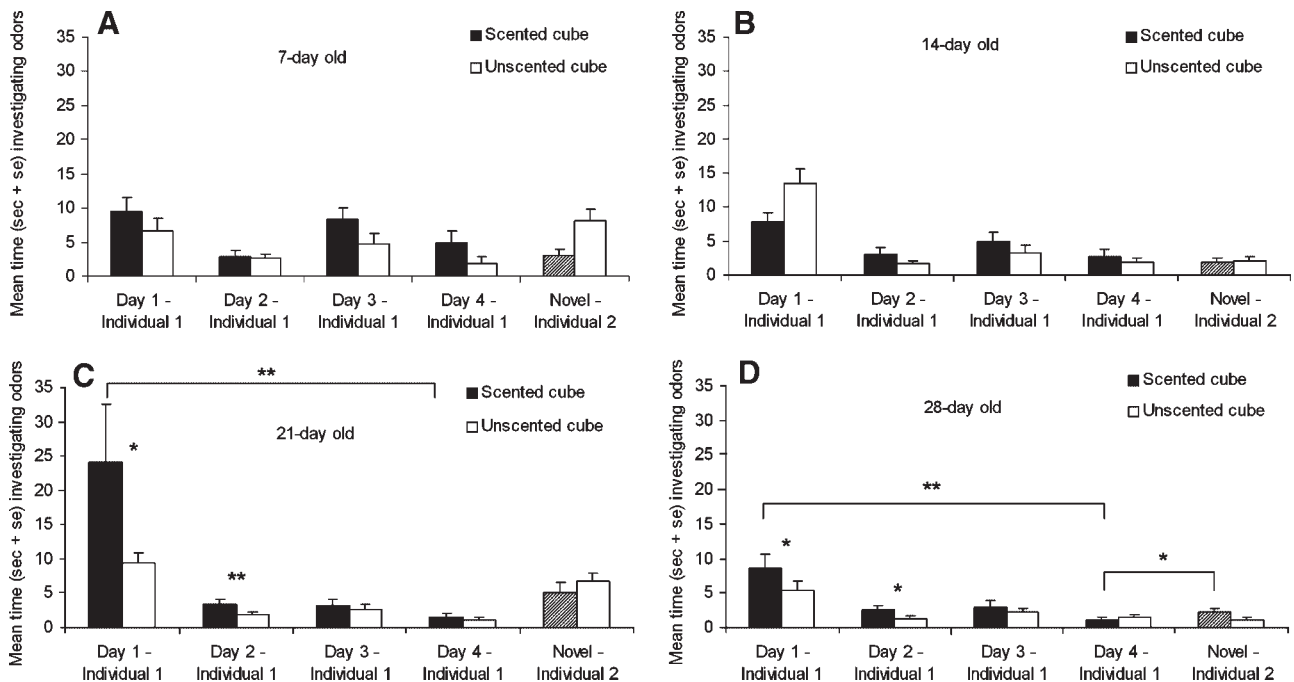 A
Mean time (sec + se) investigating odors
35
30
25
20
15
10
5
0
7-day old
Scented cube
Unscented cube
Day 1 -
Individual 1
Day 2 -
Individual 1
Day 3 -
Individual 1
Day 4 -
Individual 1
Novel -
Individual 2
B
Mean time (sec + se) investigating odors
35
30
25
20
15
10
5
0
14-day old
Scented cube
Unscented cube
Day 1 -
Individual 1
Day 2 -
Individual 1
Day 3 -
Individual 1
Day 4 -
Individual 1
Novel -
Individual 2
C
Mean time (sec + se) investigating odors
35
30
25
20
15
10
5
0
**
*
**
21-day old
Scented cube
Unscented cube
Day 1 -
Individual 1
Day 2 -
Individual 1
Day 3 -
Individual 1
Day 4 -
Individual 1
Novel -
Individual 2
D
Mean time (sec + se) investigating odors
35
30
25
20
15
10
5
0
28-day old
Scented cube
Unscented cube
**
*
*
*
Day 1 -
Individual 1
Day 2 -
Individual 1
Day 3 -
Individual 1
Day 4 -
Individual 1
Novel -
Individual 2